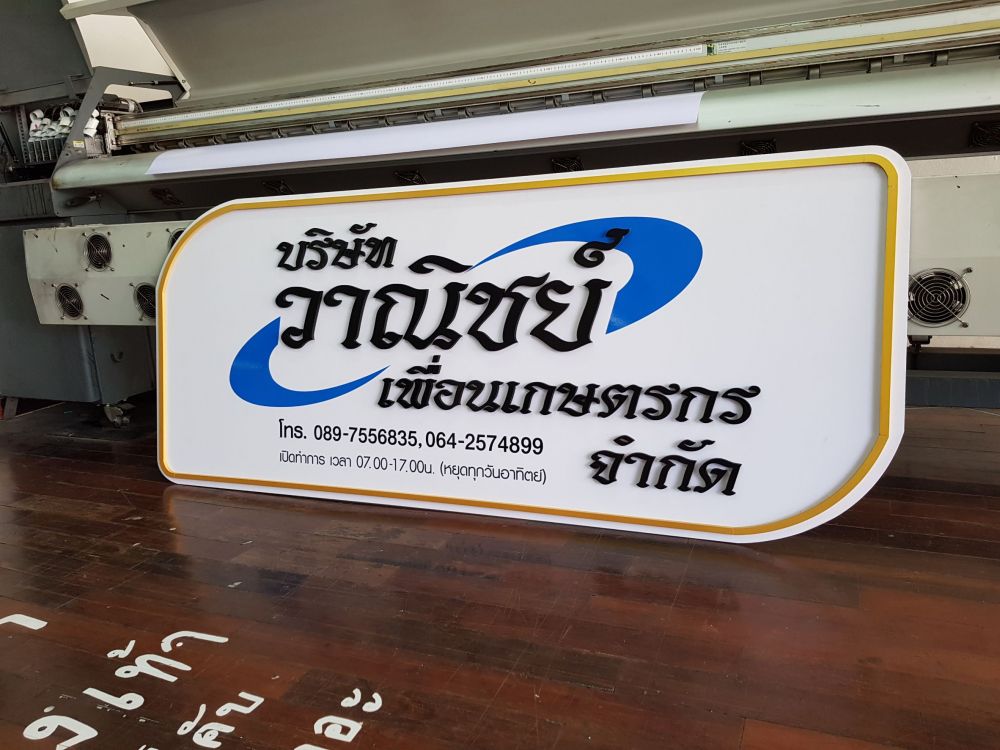 บริษัท
วาณิชย์
เพื่อนเกษตรกร
จำกัด
โทร. 089-7556835, 064-2574899
เปิดทำการ เวลา 07.00-17.00น. (หยุดทุกวันอาทิตย์)